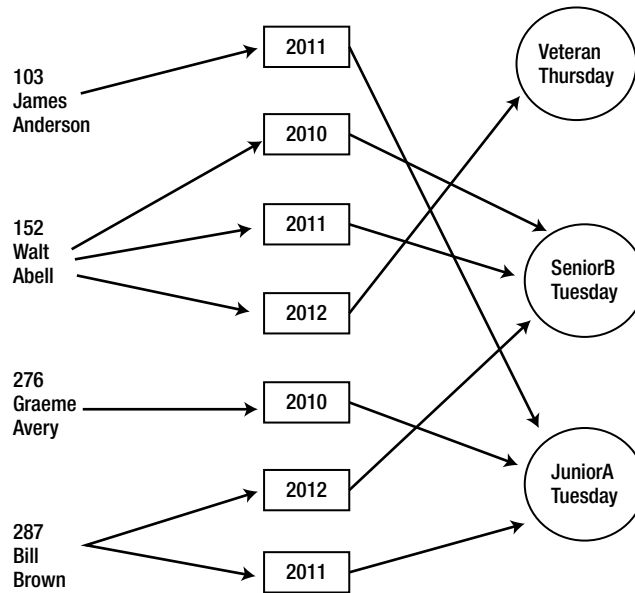 103
James
Anderson
152
Walt
Abell
276
Graeme
Avery
287
Bill
Brown
2011
2010
2011
2012
2010
2012
2011
Veteran
Thursday
SeniorB
Tuesday
JuniorA
Tuesday